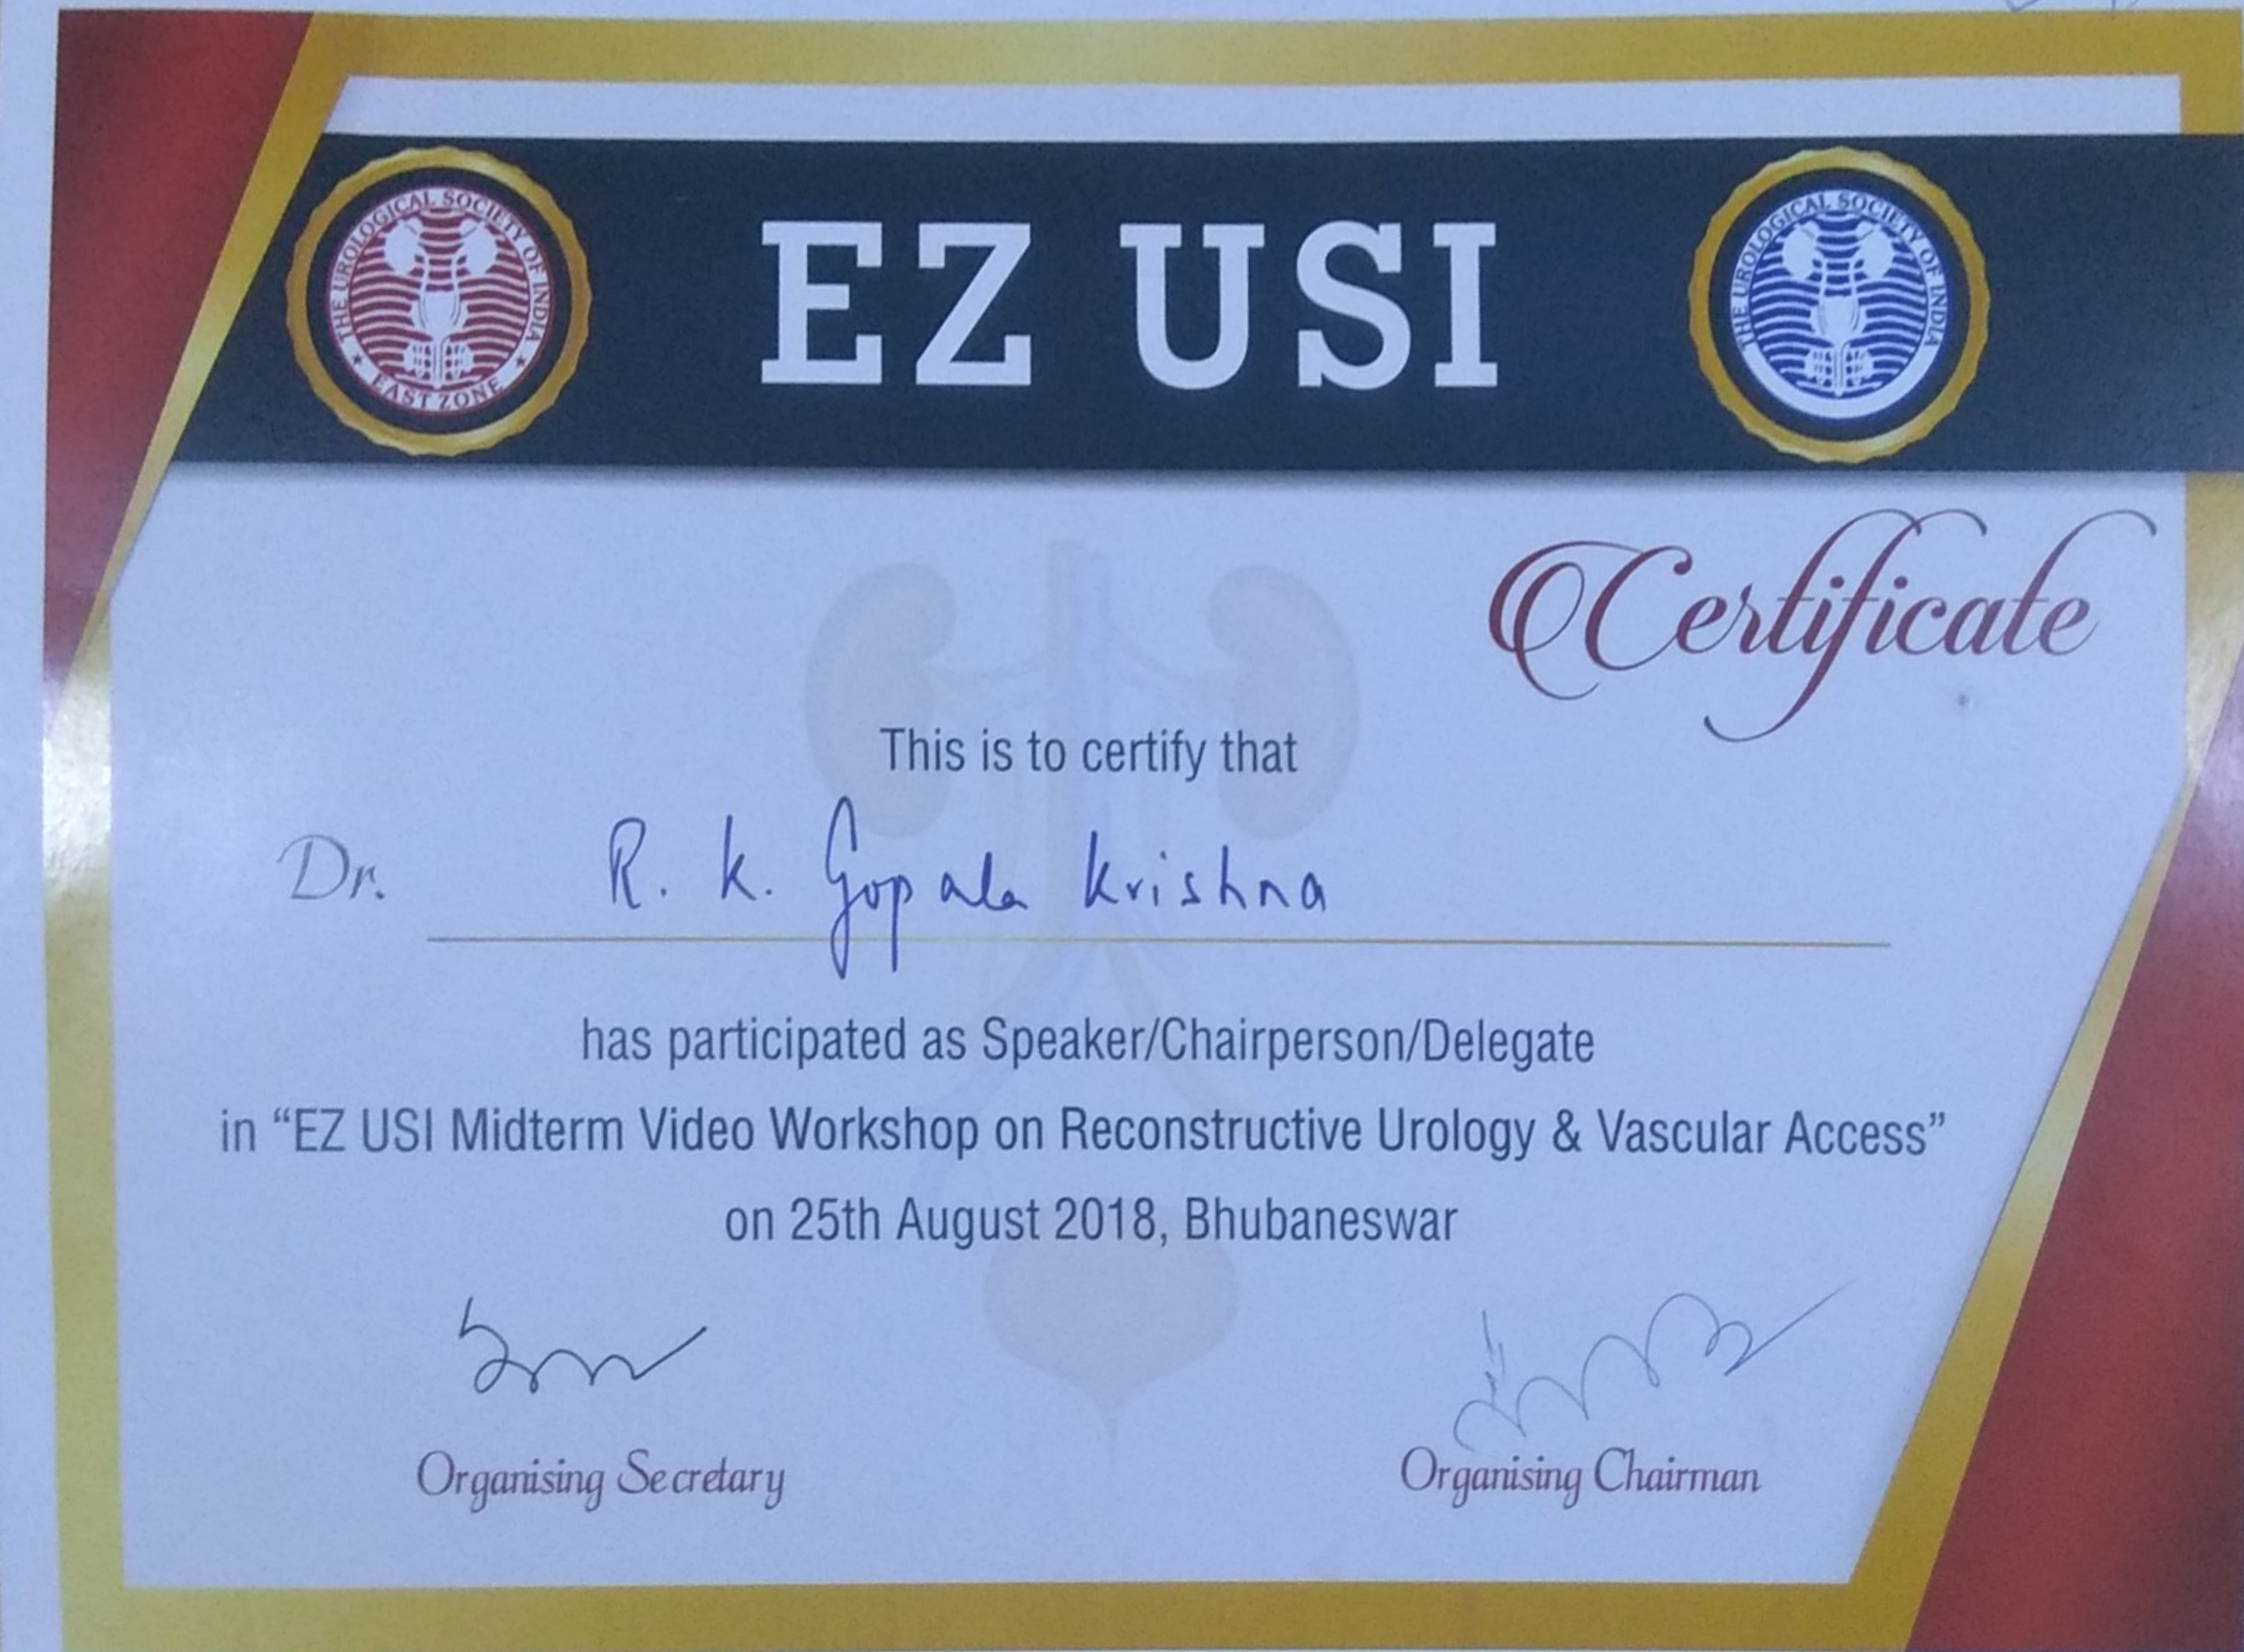 THE UROLOGICAL SOCIETY OF INDIA
EAST ZONE
EZ USI
THE UROLOGICAL SOCIETY OF INDIA
Certificate
This is to certify that
Dr. R. K. Gopala Krishna
has participated as Speaker/Chairperson/Delegate
in “EZ USI Midterm Video Workshop on Reconstructive Urology & Vascular Access”
on 25th August 2018, Bhubaneswar
Organising Secretary
Organising Chairman